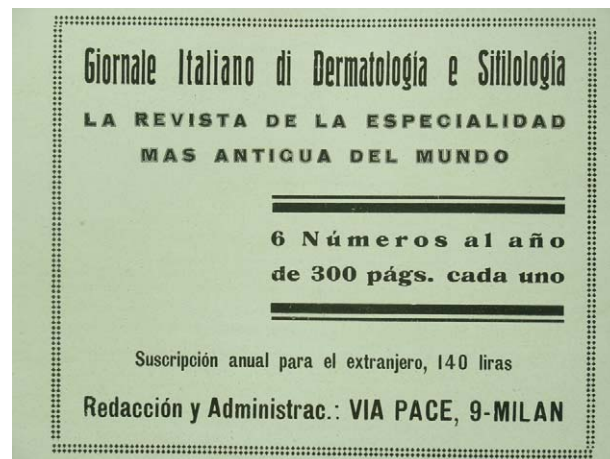 Giornale Italiano di Dermatología e Sifilología
LA REVISTA DE LA ESPECIALIDAD
MAS ANTIGUA DEL MUNDO
6 Números al año
de 300 págs. cada uno
Suscripción anual para el extranjero, 140 liras
Redacción y Administrac.: VIA PACE, 9-MILAN